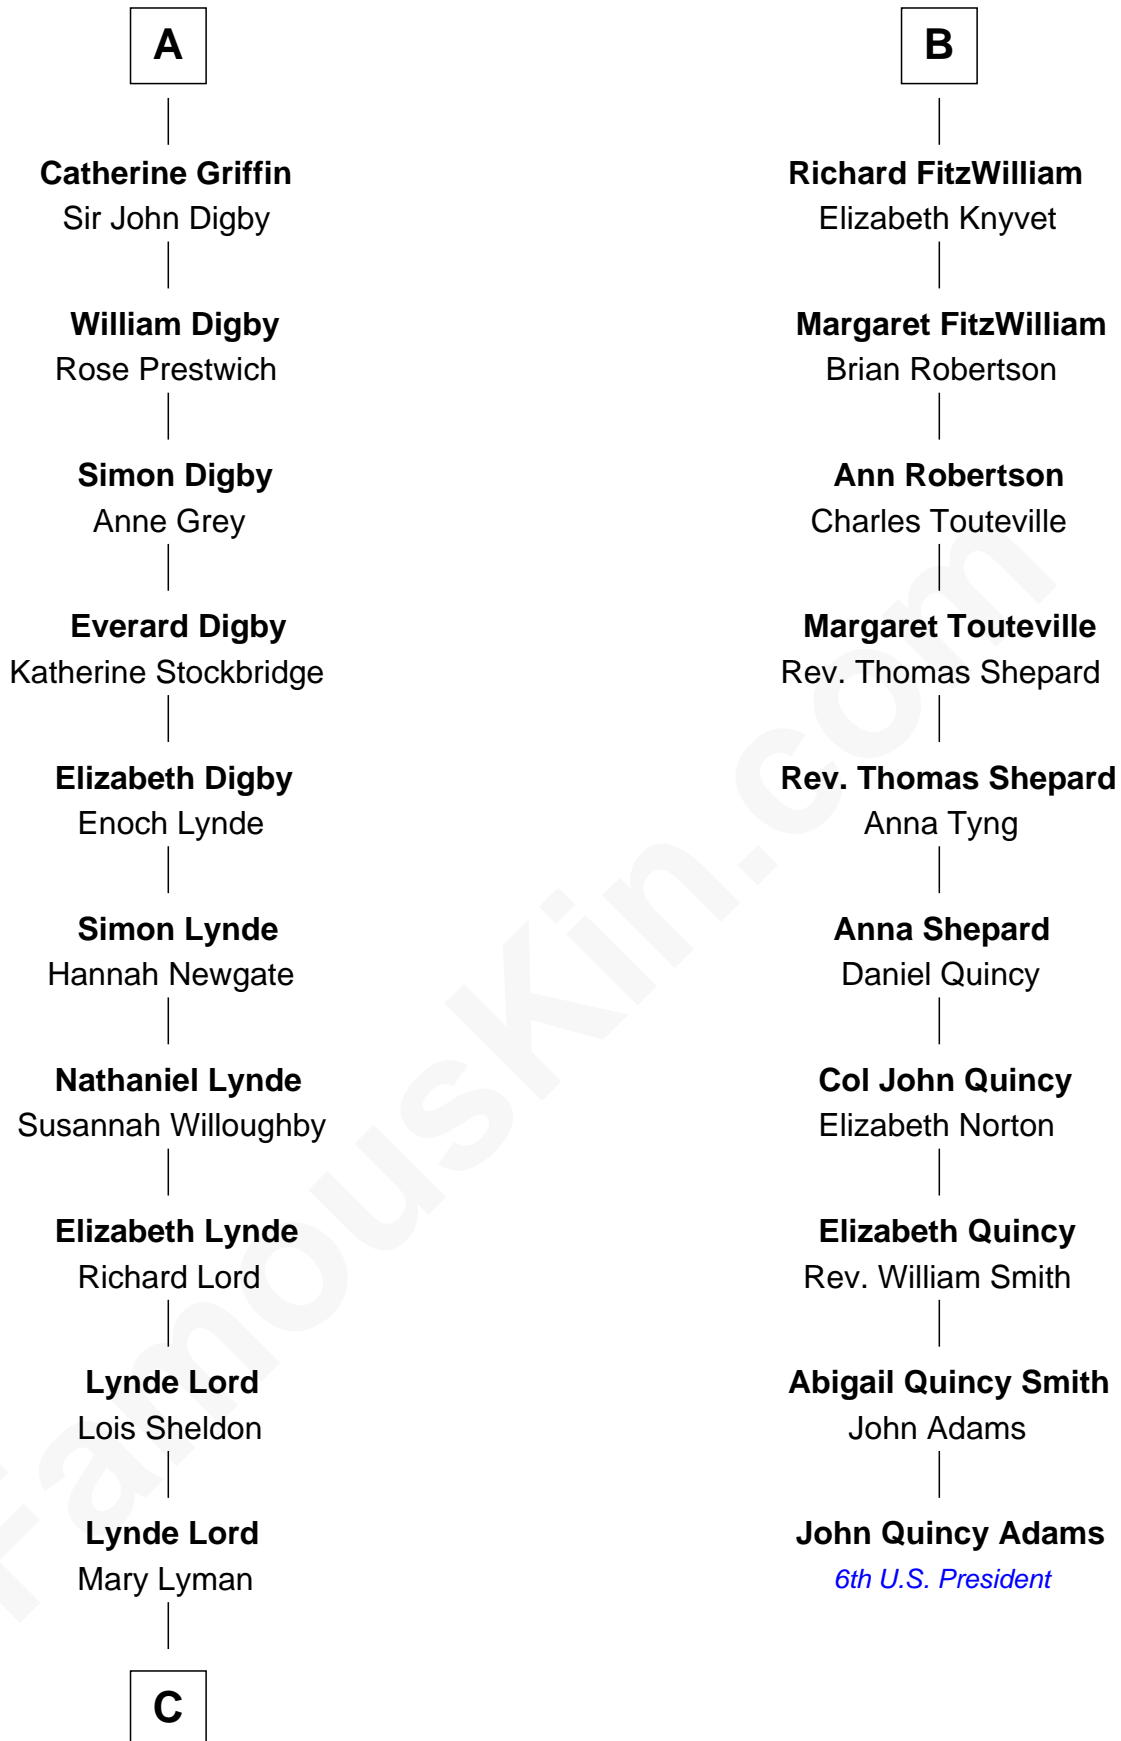 A
Catherine Griffin
Sir John Digby
William Digby
Rose Prestwich
Simon Digby
Anne Grey
Everard Digby
Katherine Stockbridge
Elizabeth Digby
Enoch Lynde
Simon Lynde
Hannah Newgate
Nathaniel Lynde
Susannah Willoughby
Elizabeth Lynde
Richard Lord
Lynde Lord
Lois Sheldon
Lynde Lord
Mary Lyman
C
B
Richard FitzWilliam
Elizabeth Knyvet
Margaret FitzWilliam
Brian Robertson
Ann Robertson
Charles Touteville
Margaret Touteville
Rev. Thomas Shepard
Rev. Thomas Shepard
Anna Tyng
Anna Shepard
Daniel Quincy
Col John Quincy
Elizabeth Norton
Elizabeth Quincy
Rev. William Smith
Abigail Quincy Smith
John Adams
John Quincy Adams
6th U.S. President
FamousKin.com